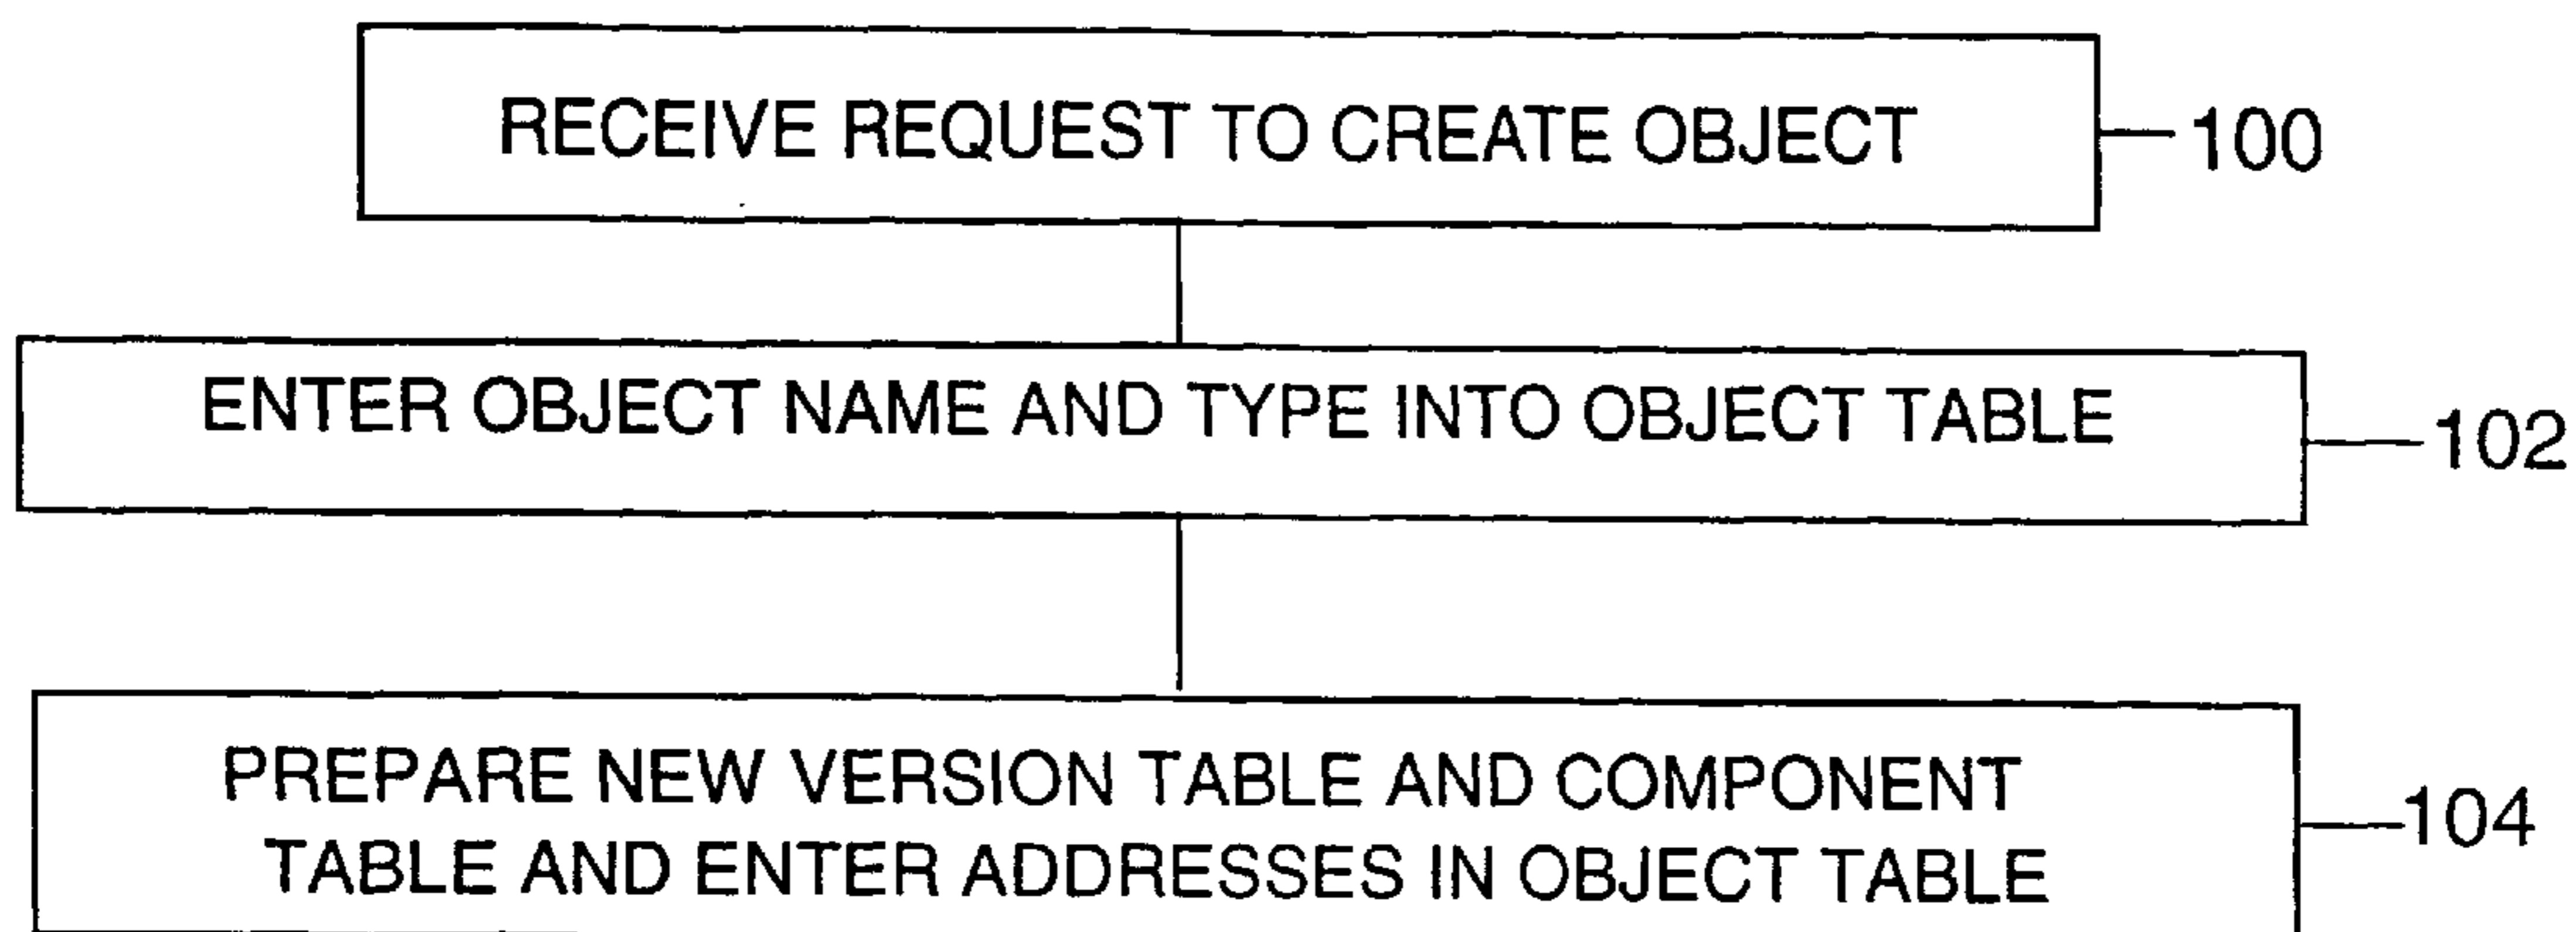 RECEIVE REQUEST TO CREATE OBJECT
100
ENTER OBJECT NAME AND TYPE INTO OBJECT TABLE
102
PREPARE NEW VERSION TABLE AND COMPONENT
TABLE AND ENTER ADDRESSES IN OBJECT TABLE
104